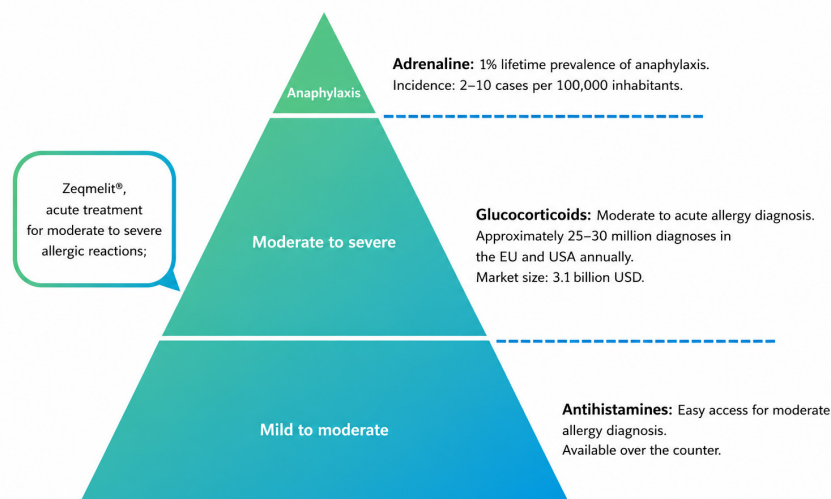 Adrenaline: 1% lifetime prevalence of anaphylaxis.
Incidence: 2–10 cases per 100,000 inhabitants.
Anaphylaxis
Zeqmelit®,
acute treatment
for moderate to severe
allergic reactions;
Moderate to severe
Glucocorticoids: Moderate to acute allergy diagnosis.
Approximately 25–30 million diagnoses in
the EU and USA annually.
Market size: 3.1 billion USD.
Mild to moderate
Antihistamines: Easy access for moderate
allergy diagnosis.
Available over the counter.